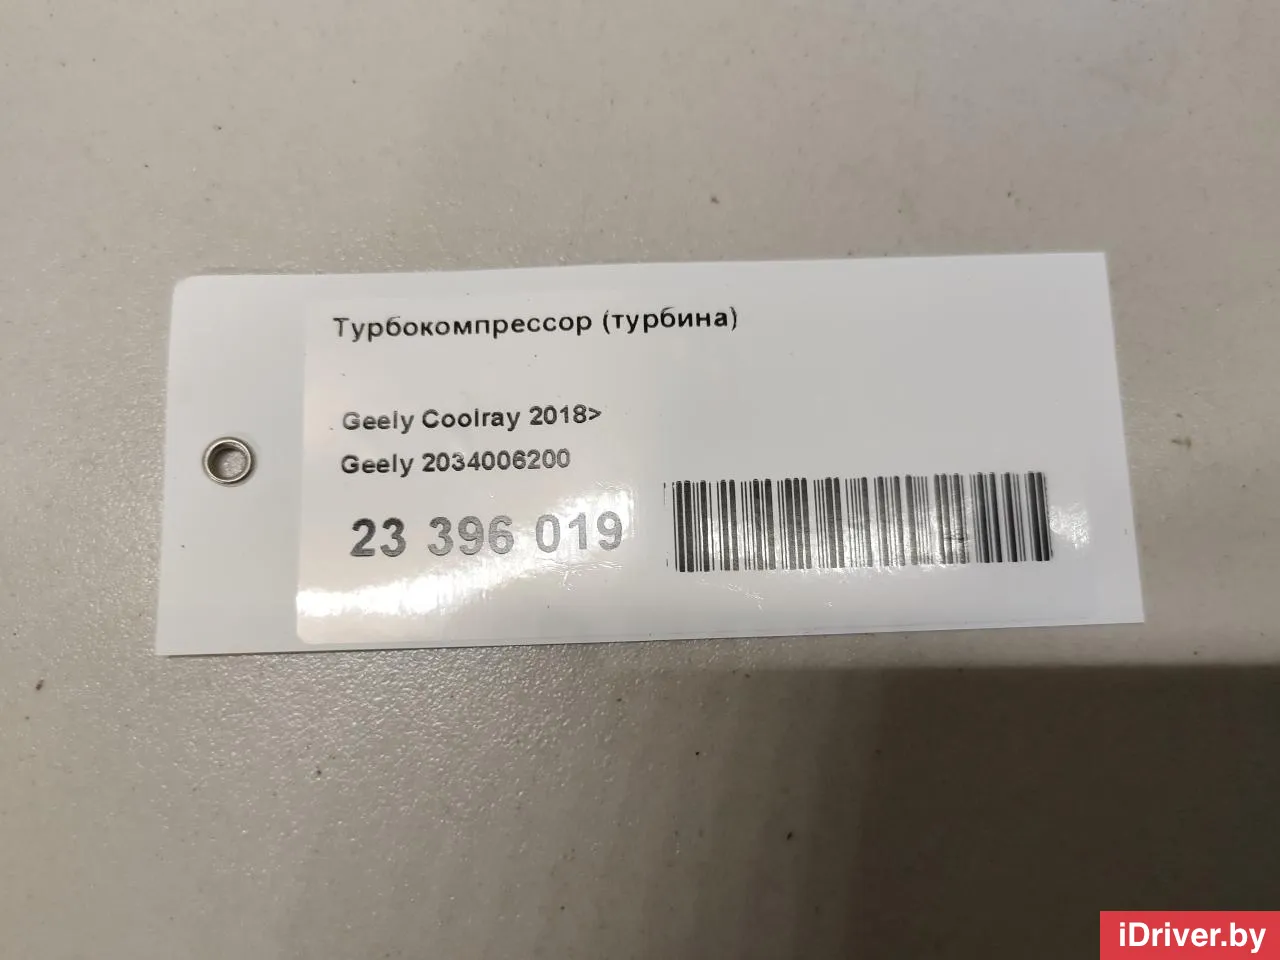 Турбокомпрессор (турбина)
Geely Coolray 2018>
Geely 2034006200
23 396 019
iDriver.by